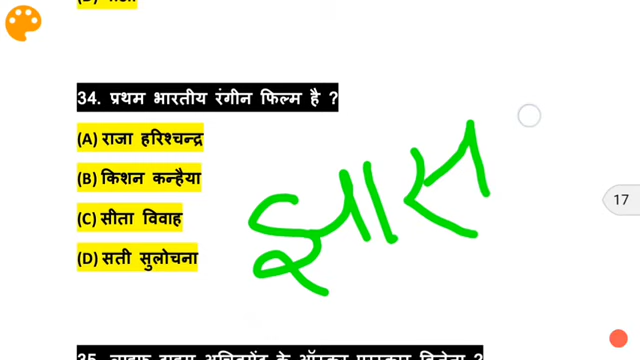 34. प्रथम भारतीय रंगीन फिल्म है ?
(A) राजा हरिश्चन्द्र
(B) किशन कन्हैया
(C) सीता विवाह
(D) सती सुलोचना
झास
17